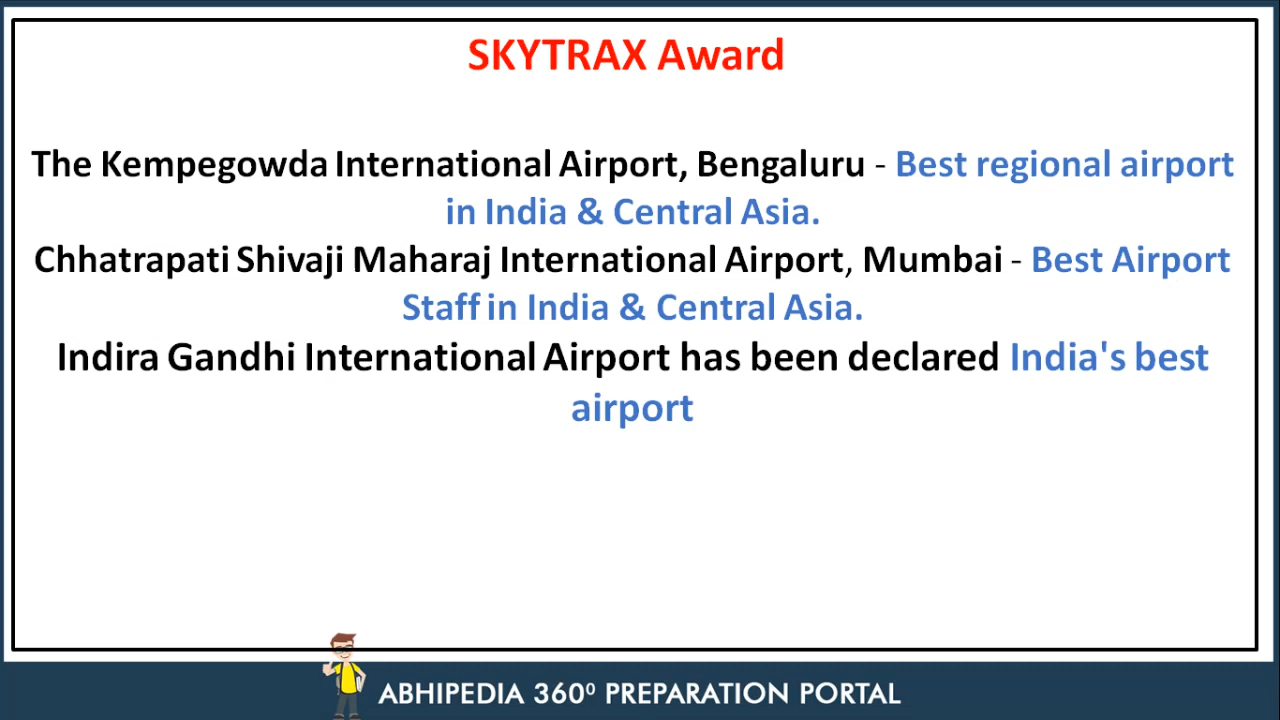 SKYTRAX Award
The Kempegowda International Airport, Bengaluru - Best regional airport
in India & Central Asia.
Chhatrapati Shivaji Maharaj International Airport, Mumbai - Best Airport
Staff in India & Central Asia.
Indira Gandhi International Airport has been declared India's best
airport
ABHIPEDIA 360⁰ PREPARATION PORTAL